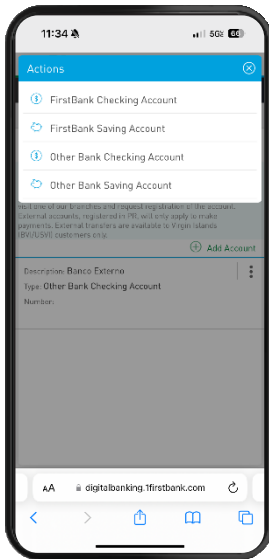 11:34
5GE 66
Actions
FirstBank Checking Account
FirstBank Saving Account
Other Bank Checking Account
Other Bank Saving Account
visit one of our branches and request registration of the account.
External accounts, registered in PR, will only apply to make
payments. External transfers are available to Virgin Islands
(BVI/USVI) customers only.
Add Account
Description: Banco Externo
Type: Other Bank Checking Account
Number:
AA digitalbanking.1firstbank.com